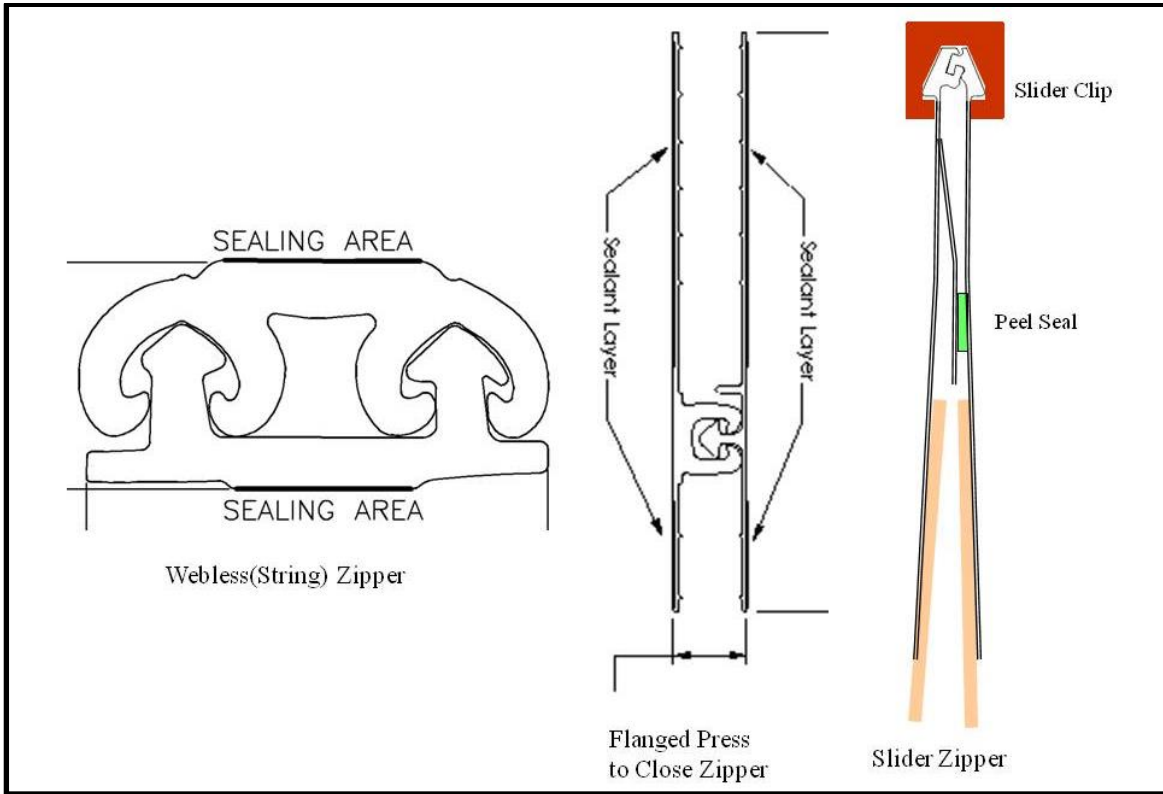 SEALING AREA
SEALING AREA
Webless(String) Zipper
Sealant Layer
Sealant Layer
Flanged Press
to Close Zipper
Slider Clip
Peel Seal
Slider Zipper